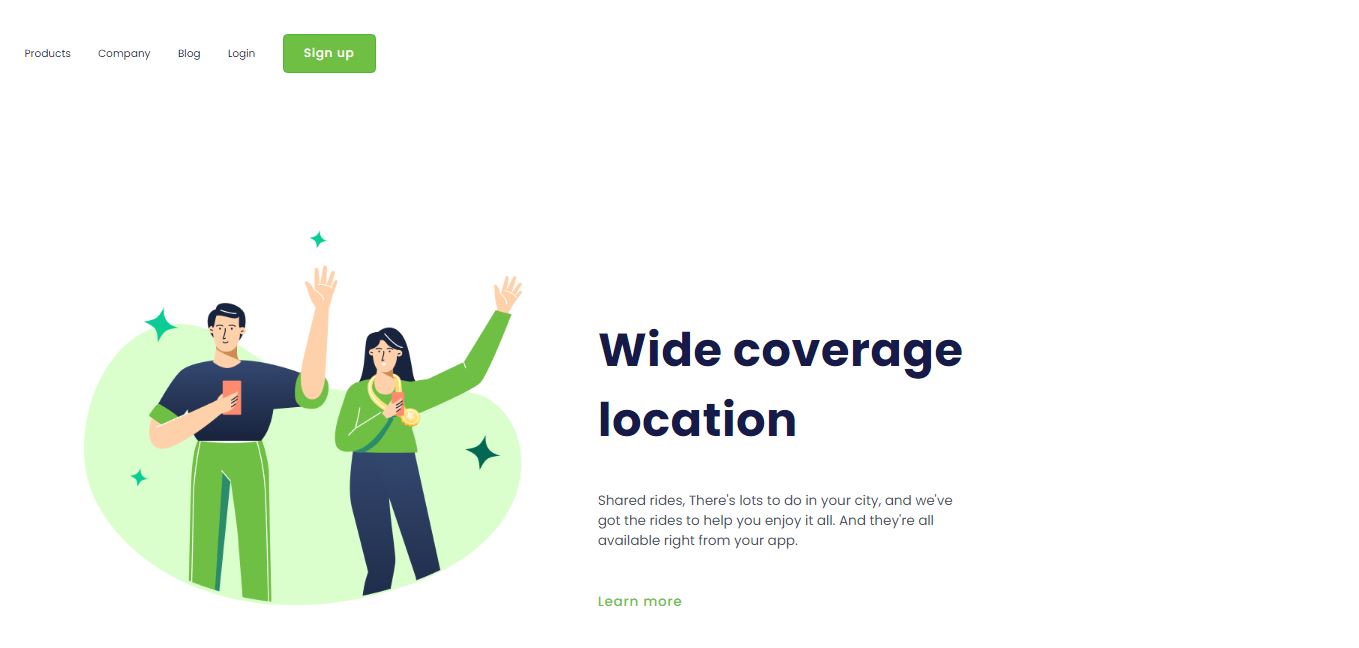 Products Company Blog Login Sign up
Wide coverage
location
Shared rides, There's lots to do in your city, and we've
got the rides to help you enjoy it all. And they're all
available right from your app.
Learn more